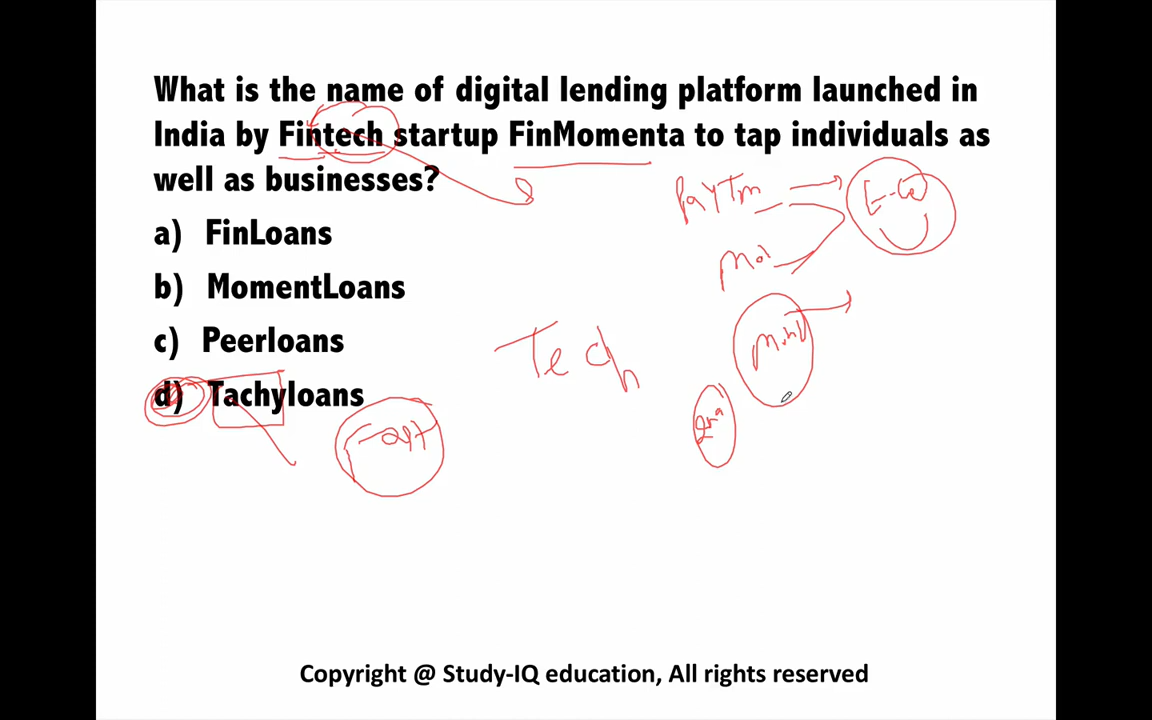 What is the name of digital lending platform launched in
India by Fintech startup FinMomenta to tap individuals as
well as businesses?
PayTm
a) FinLoans
b) MomentLoans
c) Peerloans
Tech
d) Tachyloans
Copyright @ Study-IQ education, All rights reserved